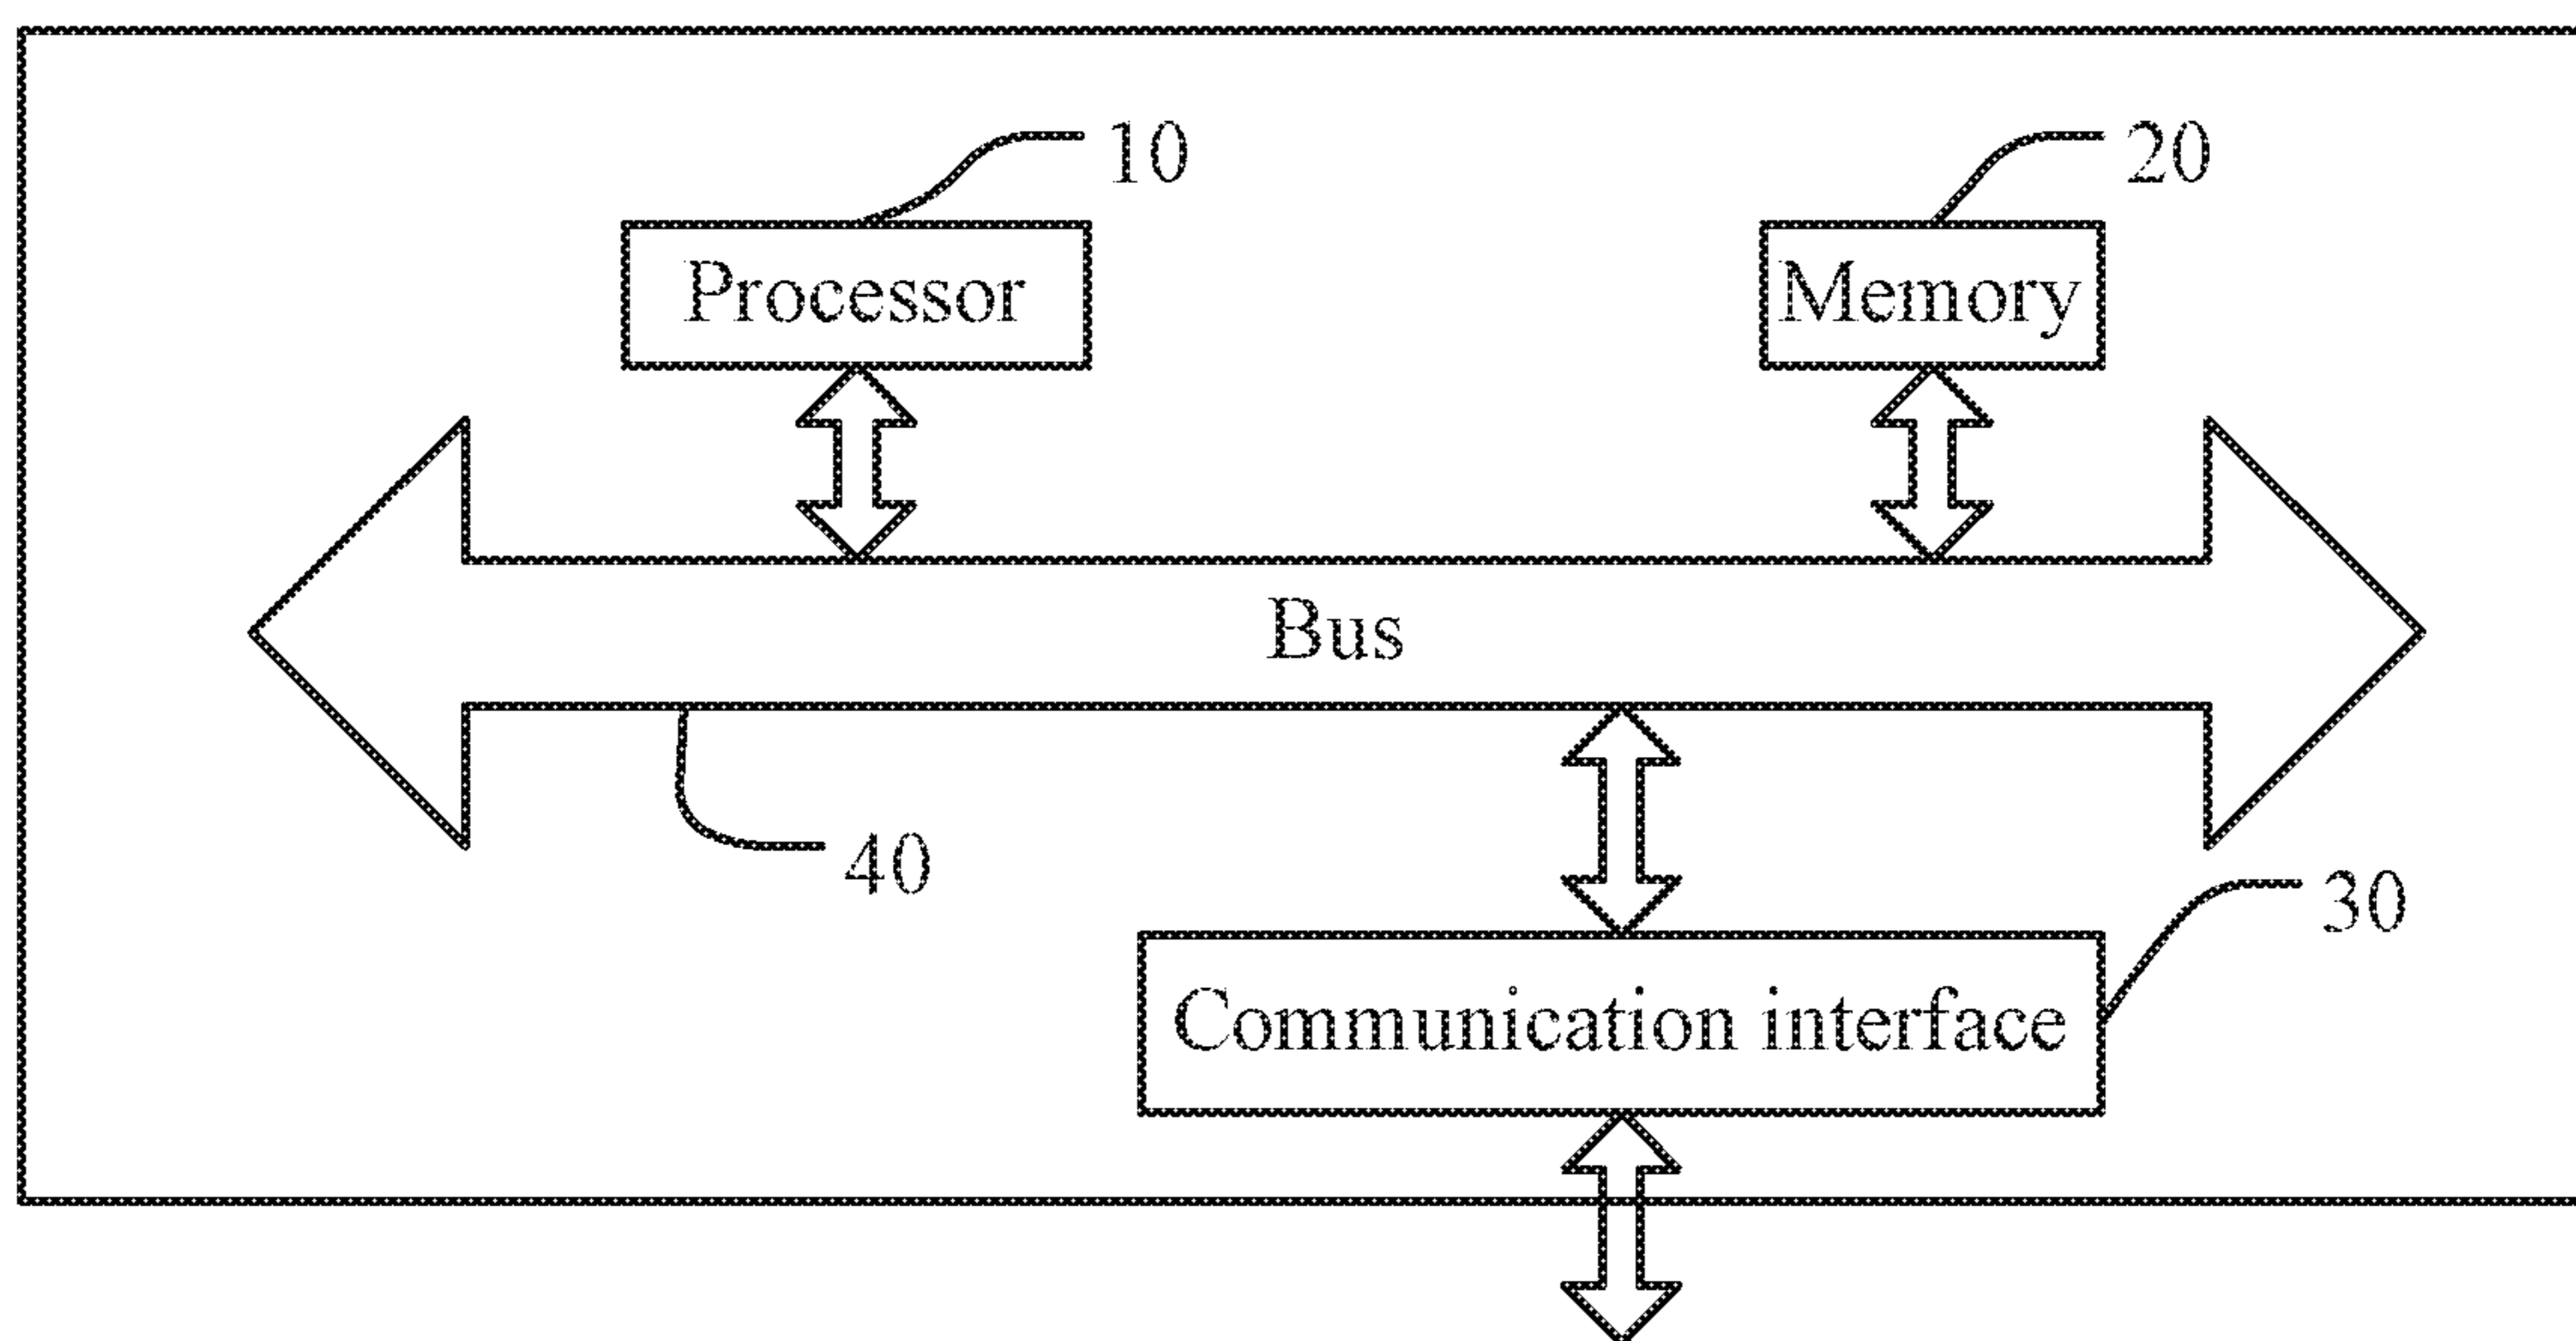 10
20
Processor
Memory
Bus
40
30
Communication interface